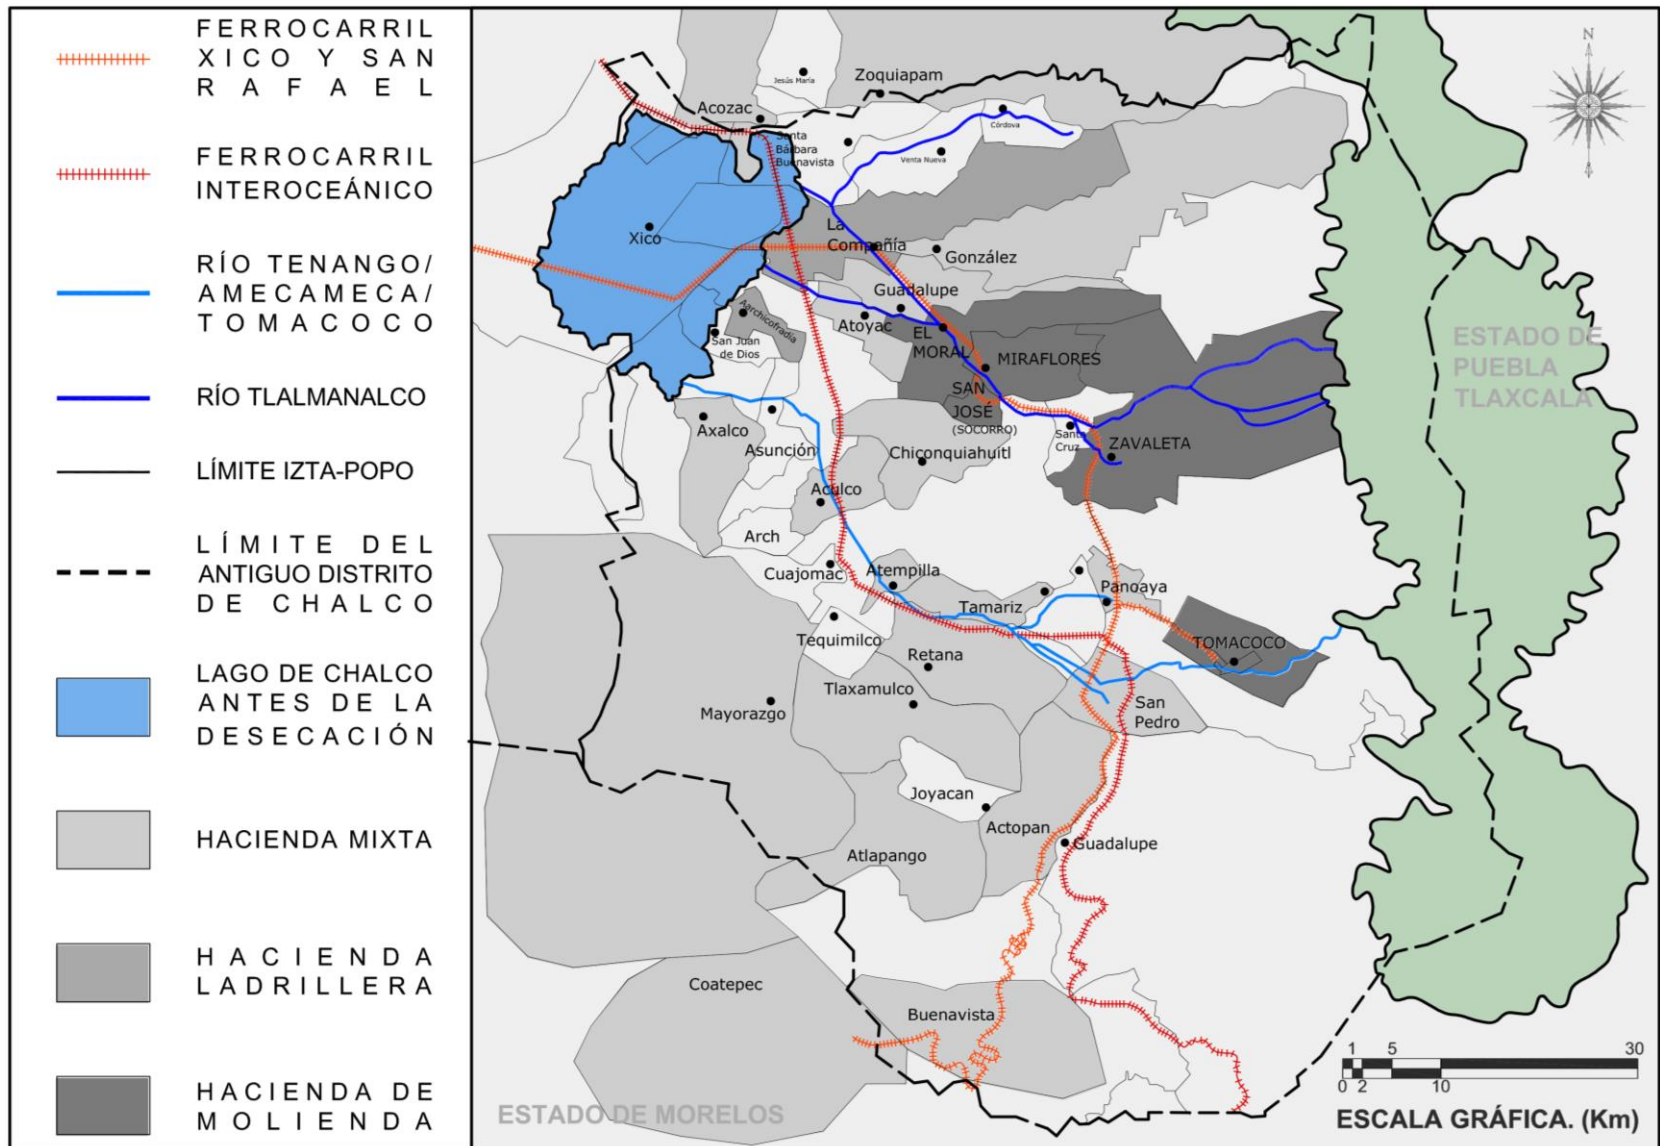 FERROCARRIL
XICO Y SAN
RAFAEL
FERROCARRIL
INTEROCEÁNICO
RÍO TENANGO/
AMECAMECA/
TOMACOCO
RÍO TLALMANALCO
LÍMITE IZTA-POPO
LÍMITE DEL
ANTIGUO DISTRITO
DE CHALCO
LAGO DE CHALCO
ANTES DE LA
DESECACIÓN
HACIENDA MIXTA
HACIENDA
LADRILLERA
HACIENDA DE
MOLIENDA
N
Jesús María
Zoquiapam
Acozac
Córdova
Santa
Bárbara
Buenavista
Venta Nueva
Xico
La
Compañía
González
Guadalupe
Aarchicofradía
Atoyac
San Juan
de Dios
EL
MORAL
MIRAFLORES
ESTADO DE
PUEBLA
TLAXCALA
SAN
JOSÉ
(SOCORRO)
Axalco
Asunción
Santa
Cruz
ZAVALETA
Chiconquiahuitl
Aculco
Arch
Cuajomac
Atempilla
Panoaya
Tamariz
Tequimilco
TOMACOCO
Retana
Tlaxamulco
Mayorazgo
San
Pedro
Joyacan
Actopan
Guadalupe
Atlapango
Coatepec
Buenavista
ESTADO DE MORELOS
1 5 30
0 2 10
ESCALA GRÁFICA. (Km)